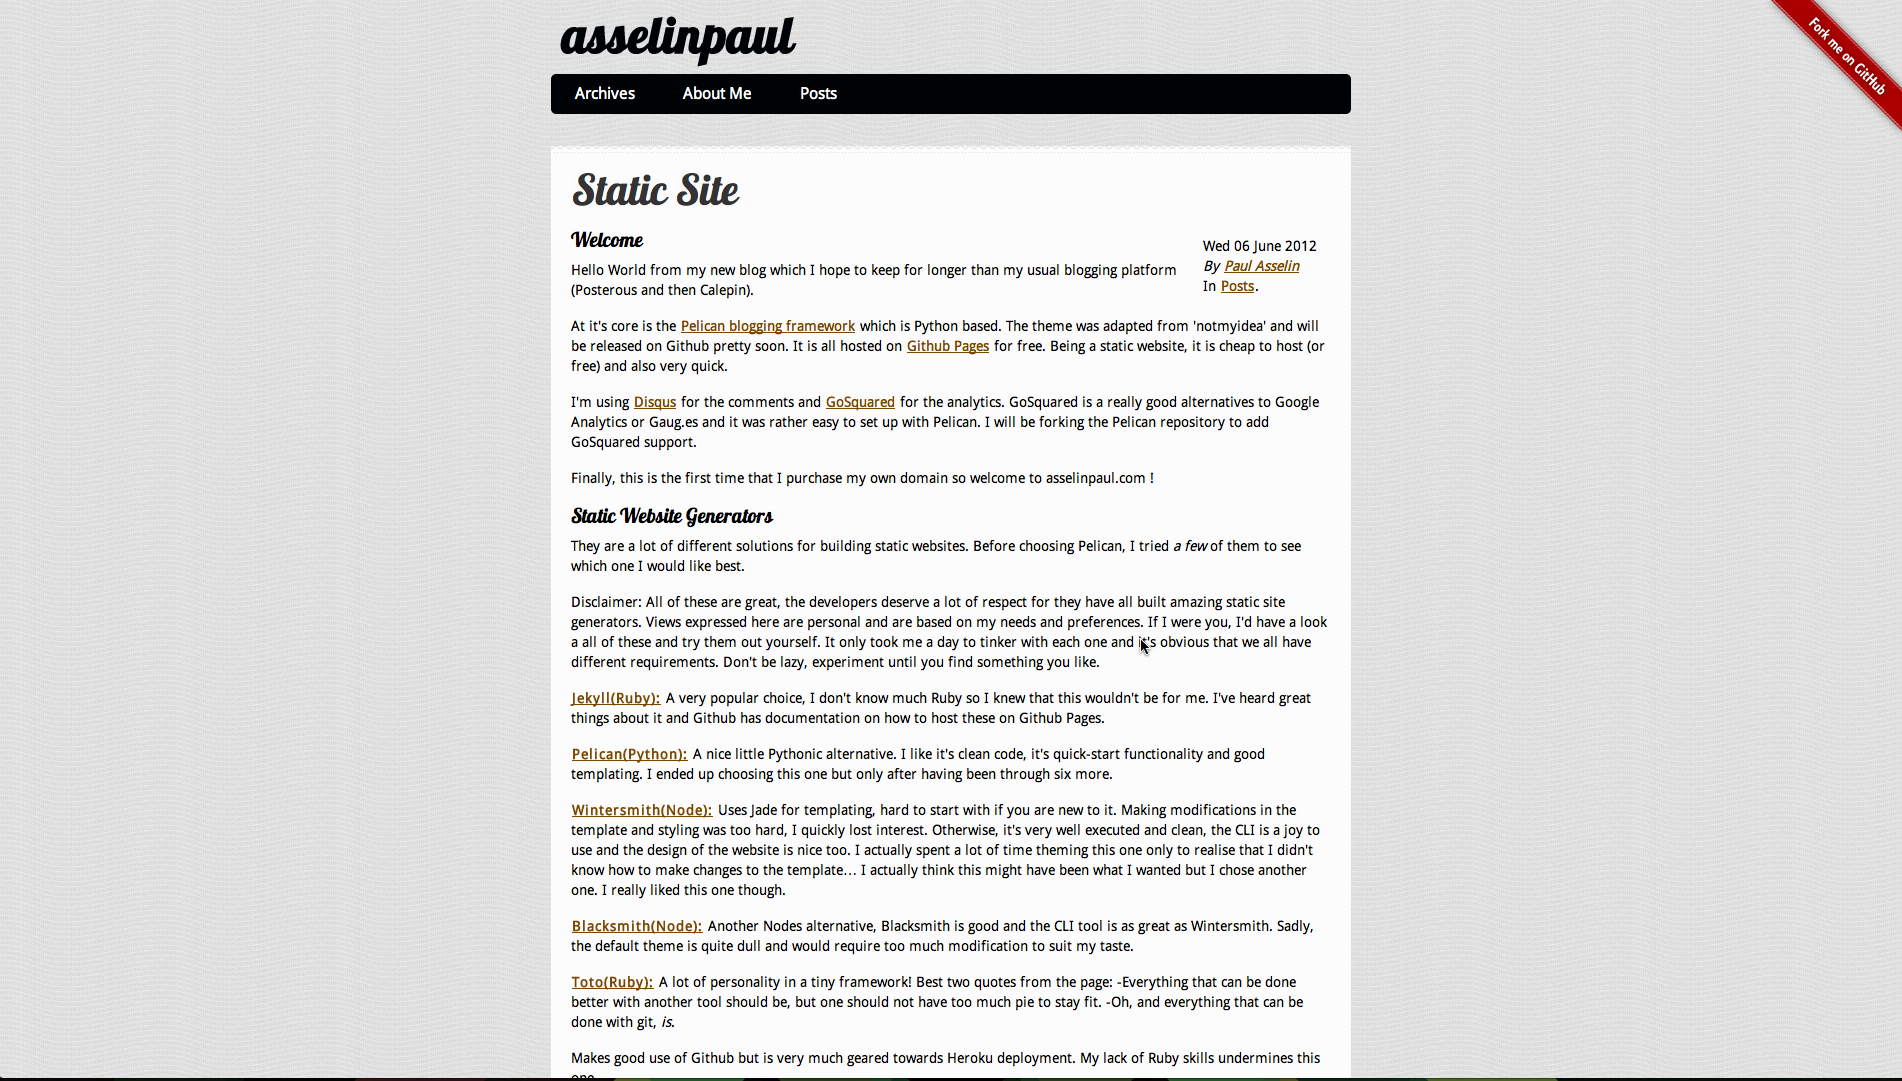 asselinpaul
Fork me on GitHub
Archives About Me Posts
Static Site
Welcome
Wed 06 June 2012
By Paul Asselin
In Posts.
Hello World from my new blog which I hope to keep for longer than my usual blogging platform
(Posterous and then Calepin).
At it's core is the Pelican blogging framework which is Python based. The theme was adapted from 'notmyidea' and will
be released on Github pretty soon. It is all hosted on Github Pages for free. Being a static website, it is cheap to host (or
free) and also very quick.
I'm using Disqus for the comments and GoSquared for the analytics. GoSquared is a really good alternatives to Google
Analytics or Gaug.es and it was rather easy to set up with Pelican. I will be forking the Pelican repository to add
GoSquared support.
Finally, this is the first time that I purchase my own domain so welcome to asselinpaul.com !
Static Website Generators
They are a lot of different solutions for building static websites. Before choosing Pelican, I tried a few of them to see
which one I would like best.
Disclaimer: All of these are great, the developers deserve a lot of respect for they have all built amazing static site
generators. Views expressed here are personal and are based on my needs and preferences. If I were you, I'd have a look
a all of these and try them out yourself. It only took me a day to tinker with each one and it's obvious that we all have
different requirements. Don't be lazy, experiment until you find something you like.
Jekyll(Ruby): A very popular choice, I don't know much Ruby so I knew that this wouldn't be for me. I've heard great
things about it and Github has documentation on how to host these on Github Pages.
Pelican(Python): A nice little Pythonic alternative. I like it's clean code, it's quick-start functionality and good
templating. I ended up choosing this one but only after having been through six more.
Wintersmith(Node): Uses Jade for templating, hard to start with if you are new to it. Making modifications in the
template and styling was too hard, I quickly lost interest. Otherwise, it's very well executed and clean, the CLI is a joy to
use and the design of the website is nice too. I actually spent a lot of time theming this one only to realise that I didn't
know how to make changes to the template... I actually think this might have been what I wanted but I chose another
one. I really liked this one though.
Blacksmith(Node): Another Nodes alternative, Blacksmith is good and the CLI tool is as great as Wintersmith. Sadly,
the default theme is quite dull and would require too much modification to suit my taste.
Toto(Ruby): A lot of personality in a tiny framework! Best two quotes from the page: -Everything that can be done
better with another tool should be, but one should not have too much pie to stay fit. -Oh, and everything that can be
done with git, is.
Makes good use of Github but is very much geared towards Heroku deployment. My lack of Ruby skills undermines this
one.